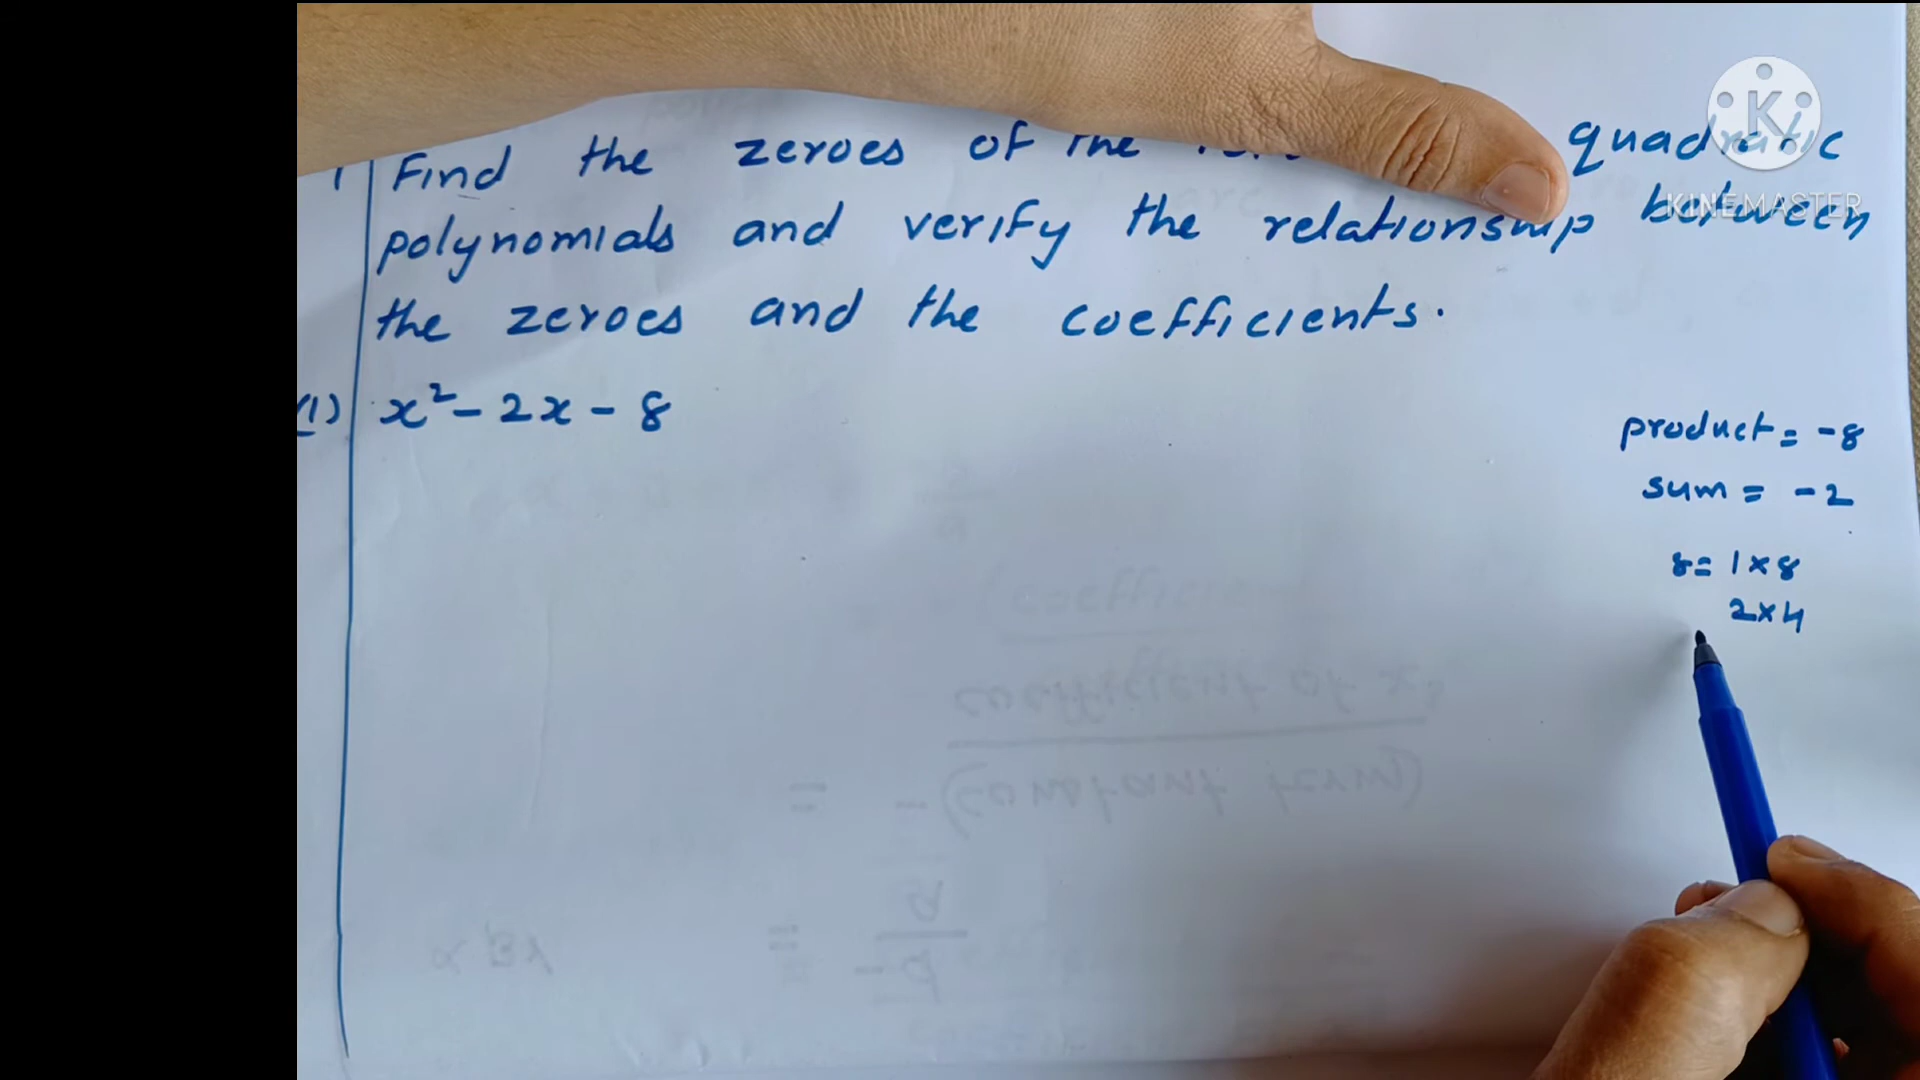 1 Find the zeroes of the quadratic
polynomials and verify the relationship between
the zeroes and the coefficients.
(1) x² - 2x - 8
product = -8
sum = -2
8 = 1 x 8
2 x 4
K
KINEMASTER